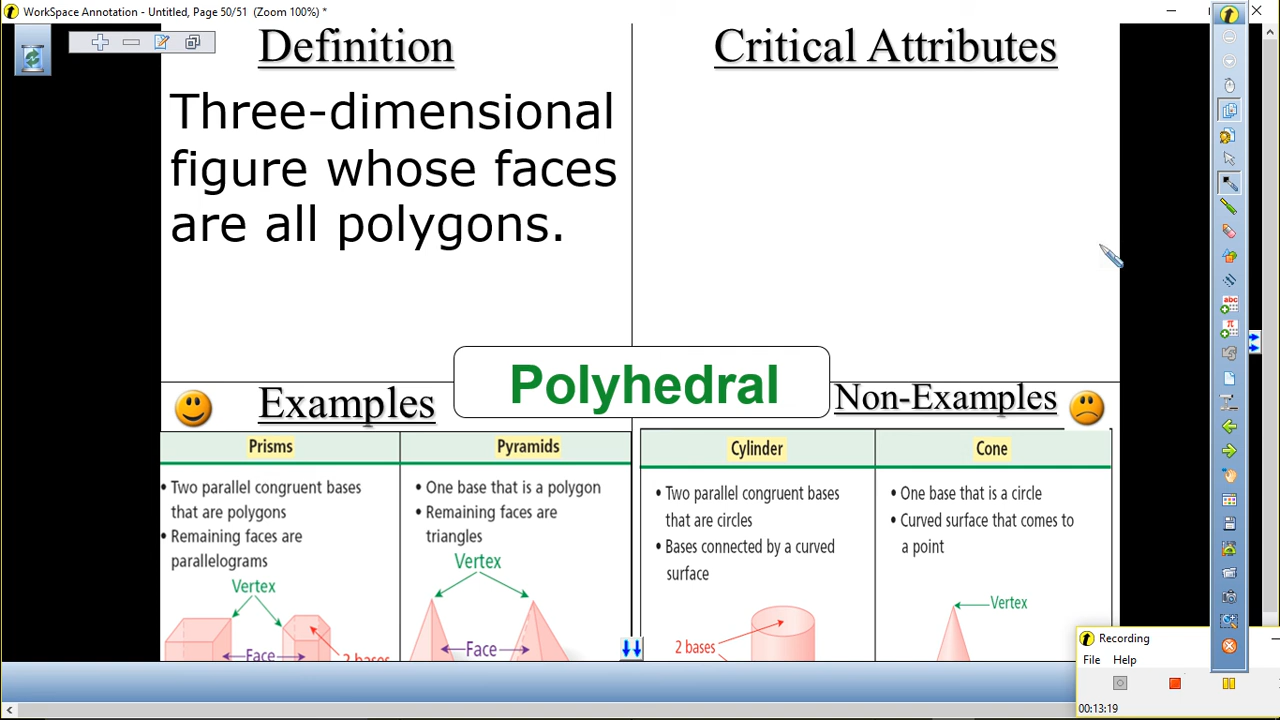 WorkSpace Annotation - Untitled, Page 50/51 (Zoom 100%) *
Definition
Three-dimensional
figure whose faces
are all polygons.
Critical Attributes
Polyhedral
Examples
Prisms
• Two parallel congruent bases
that are polygons
• Remaining faces are
parallelograms
Vertex
Face
2 bases
Pyramids
• One base that is a polygon
• Remaining faces are
triangles
Vertex
Face
Non-Examples
Cylinder
• Two parallel congruent bases
that are circles
• Bases connected by a curved
surface
2 bases
Cone
• One base that is a circle
• Curved surface that comes to
a point
Vertex
abc
π
Recording
File Help
00:13:19